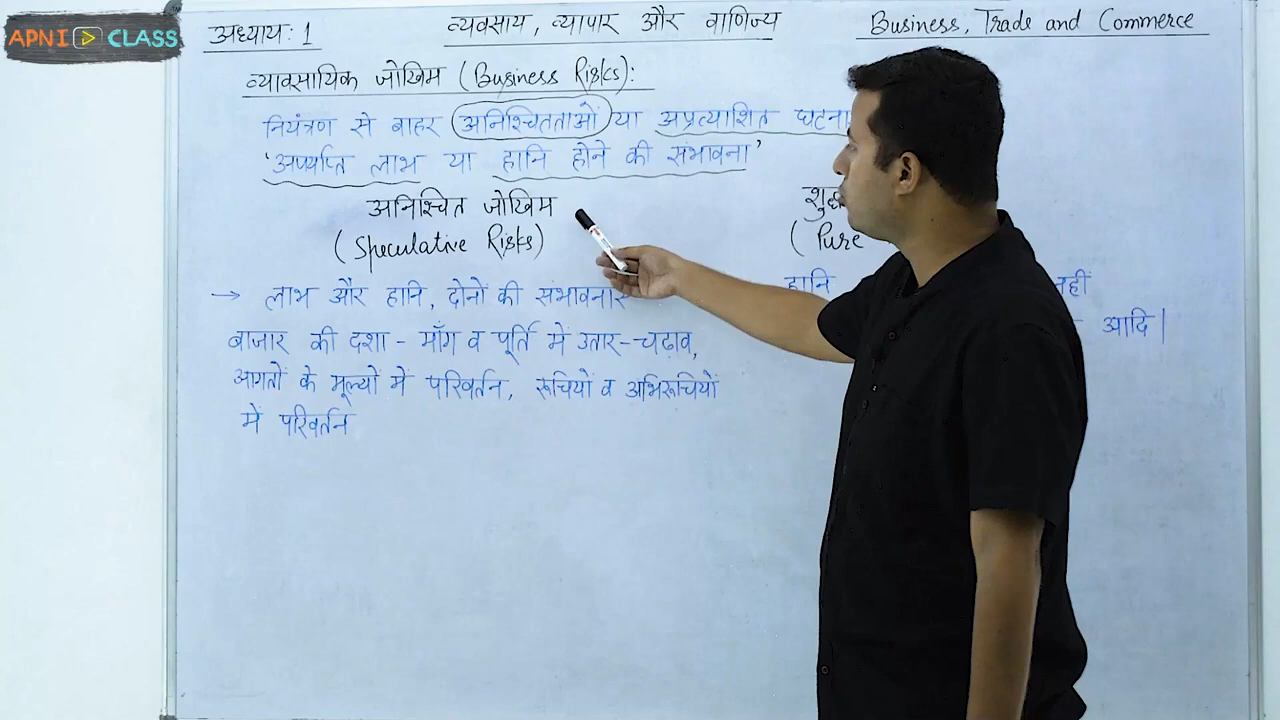 APNI CLASS
अध्याय: 1 व्यवसाय, व्यापार और वाणिज्य Business, Trade and Commerce
व्यावसायिक जोखिम (Business Risks):
नियंत्रण से बाहर अनिश्चितताओं या अप्रत्याशित घटना
'अपर्याप्त लाभ या हानि होने की संभावना'
अनिश्चित जोखिम
(Speculative Risks)
→ लाभ और हानि, दोनों की संभावनाएँ
बाजार की दशा - माँग व पूर्ति में उतार-चढ़ाव,
आगतों के मूल्यों में परिवर्तन, रूचियों व अभिरूचियों
में परिवर्तन
शुद्ध
(Pure
हानि नहीं
आदि|